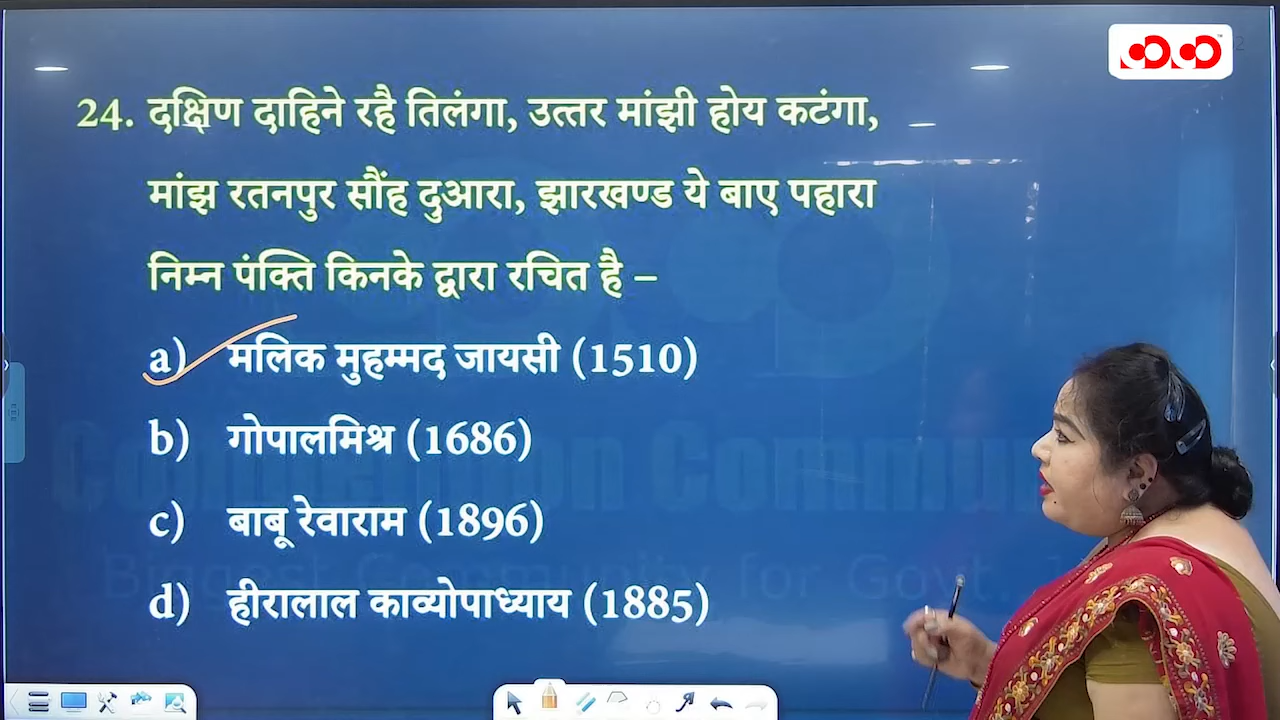 24. दक्षिण दाहिने रहै तिलंगा, उत्तर मांझी होय कटंगा,
मांझ रतनपुर सौंह दुआरा, झारखण्ड ये बाए पहारा
निम्न पंक्ति किनके द्वारा रचित है –
a) मलिक मुहम्मद जायसी (1510)
b) गोपालमिश्र (1686)
c) बाबू रेवाराम (1896)
d) हीरालाल काव्योपाध्याय (1885)